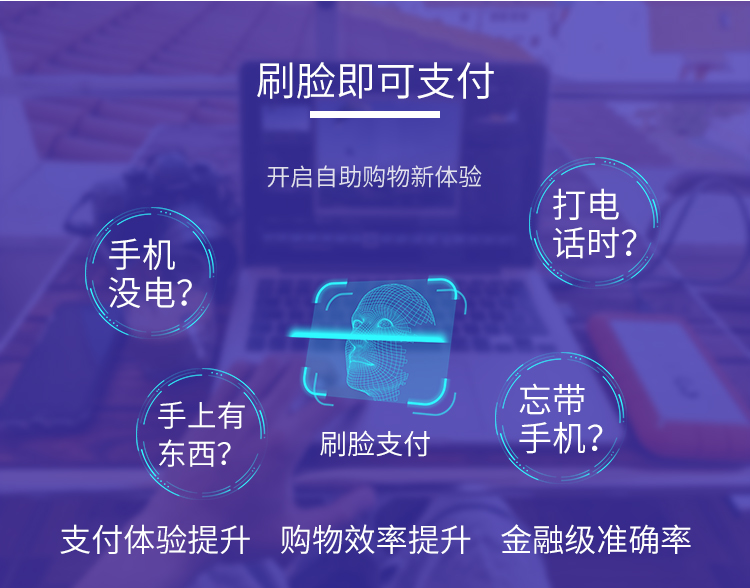 刷脸即可支付
开启自助购物新体验
打电
话时？
手机
没电？
手上有
东西？
忘带
手机？
刷脸支付
支付体验提升 购物效率提升 金融级准确率